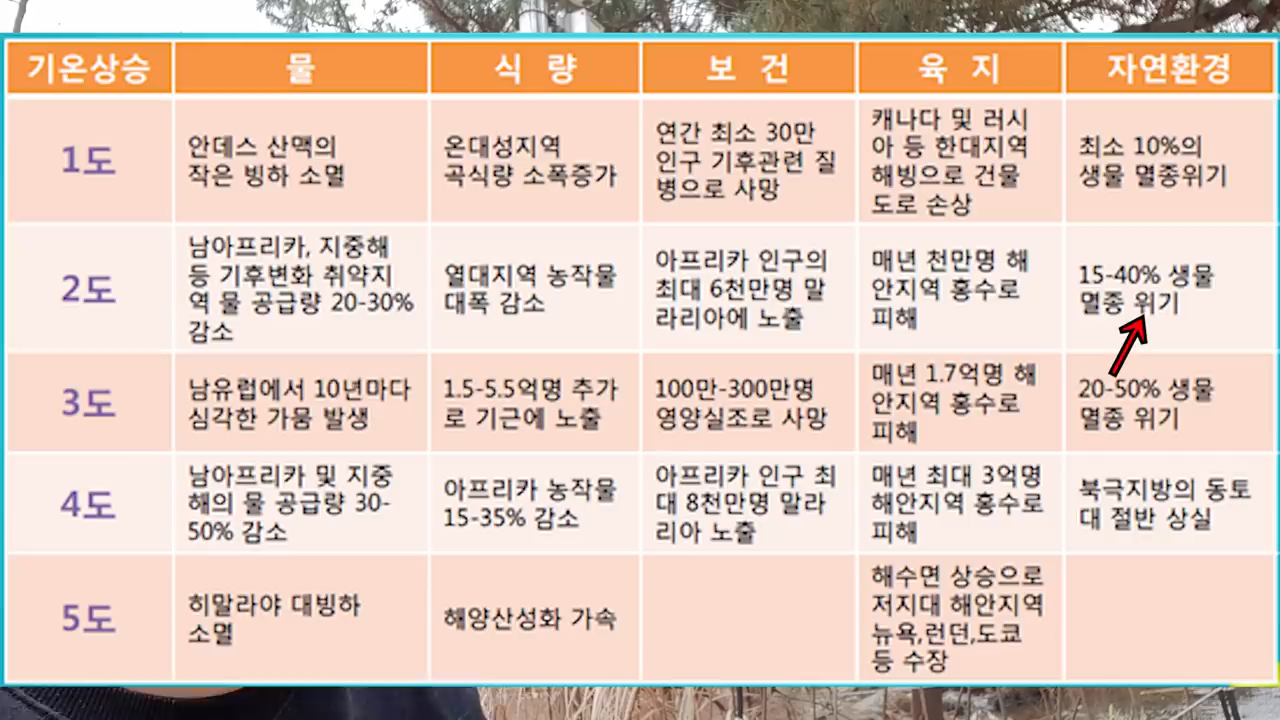 기온상승 물 식 량 보 건 육 지 자연환경
1도
안데스 산맥의
작은 빙하 소멸
온대성지역
곡식량 소폭증가
연간 최소 30만
인구 기후관련 질
병으로 사망
캐나다 및 러시
아 등 한대지역
해빙으로 건물
도로 손상
최소 10%의
생물 멸종위기
2도
남아프리카, 지중해
등 기후변화 취약지
역 물 공급량 20-30%
감소
열대지역 농작물
대폭 감소
아프리카 인구의
최대 6천만명 말
라리아에 노출
매년 천만명 해
안지역 홍수로
피해
15-40% 생물
멸종 위기
3도
남유럽에서 10년마다
심각한 가뭄 발생
1.5-5.5억명 추가
로 기근에 노출
100만-300만명
영양실조로 사망
매년 1.7억명 해
안지역 홍수로
피해
20-50% 생물
멸종 위기
4도
남아프리카 및 지중
해의 물 공급량 30-
50% 감소
아프리카 농작물
15-35% 감소
아프리카 인구 최
대 8천만명 말라
리아 노출
매년 최대 3억명
해안지역 홍수로
피해
북극지방의 동토
대 절반 상실
5도
히말라야 대빙하
소멸
해양산성화 가속
해수면 상승으로
저지대 해안지역
뉴욕,런던,도쿄
등 수장